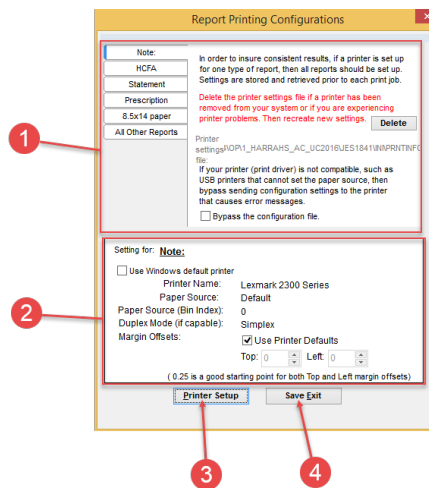 Report Printing Configurations
x
Note:
HCFA
Statement
Prescription
8.5x14 paper
All Other Reports
In order to insure consistent results, if a printer is set up
for one type of report, then all reports should be set up.
Settings are stored and retrieved prior to each print job.
Delete the printer settings file if a printer has been
removed from your system or if you are experiencing
printer problems. Then recreate new settings.
Delete
Printer
settings
file:
If your printer (print driver) is not compatible, such as
USB printers that cannot set the paper source, then
bypass sending configuration settings to the printer
that causes error messages.
Bypass the configuration file.
1
Setting for: Note:
Use Windows default printer
Printer Name: Lexmark 2300 Series
Paper Source: Default
Paper Source (Bin Index): 0
Duplex Mode (if capable): Simplex
Margin Offsets: Use Printer Defaults
Top: 0 Left: 0
( 0.25 is a good starting point for both Top and Left margin offsets)
2
Printer Setup Save Exit
3 4